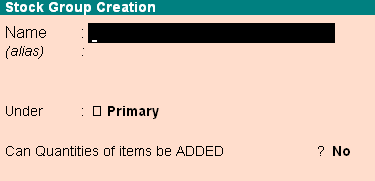 Stock Group Creation
Name :
(alias) :
Under : Primary
Can Quantities of items be ADDED ? No